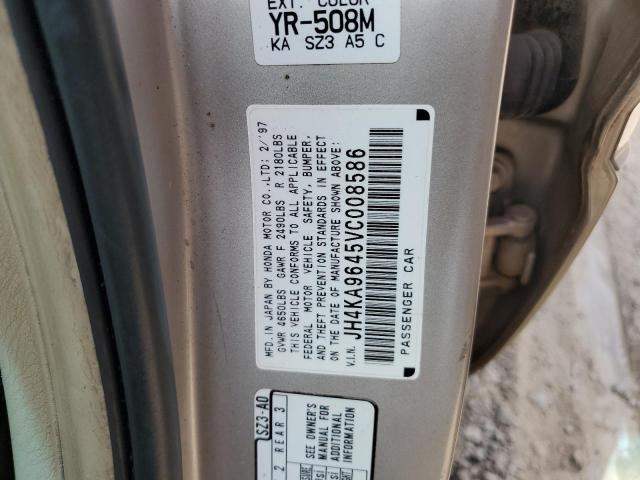 EXT. COLOR
YR-508M
KA SZ3 A5 C
MFD. IN JAPAN BY HONDA MOTOR CO.,LTD; 2/'97
GVWR 4650LBS GAWR F 2490LBS R 2180LBS
THIS VEHICLE CONFORMS TO ALL APPLICABLE
FEDERAL MOTOR VEHICLE SAFETY, BUMPER,
AND THEFT PREVENTION STANDARDS IN EFFECT
ON THE DATE OF MANUFACTURE SHOWN ABOVE:
V.I.N. JH4KA9645VC008586
PASSENGER CAR
SZ3-A0
2 REAR 3
SEE OWNER'S
MANUAL FOR
ADDITIONAL
INFORMATION